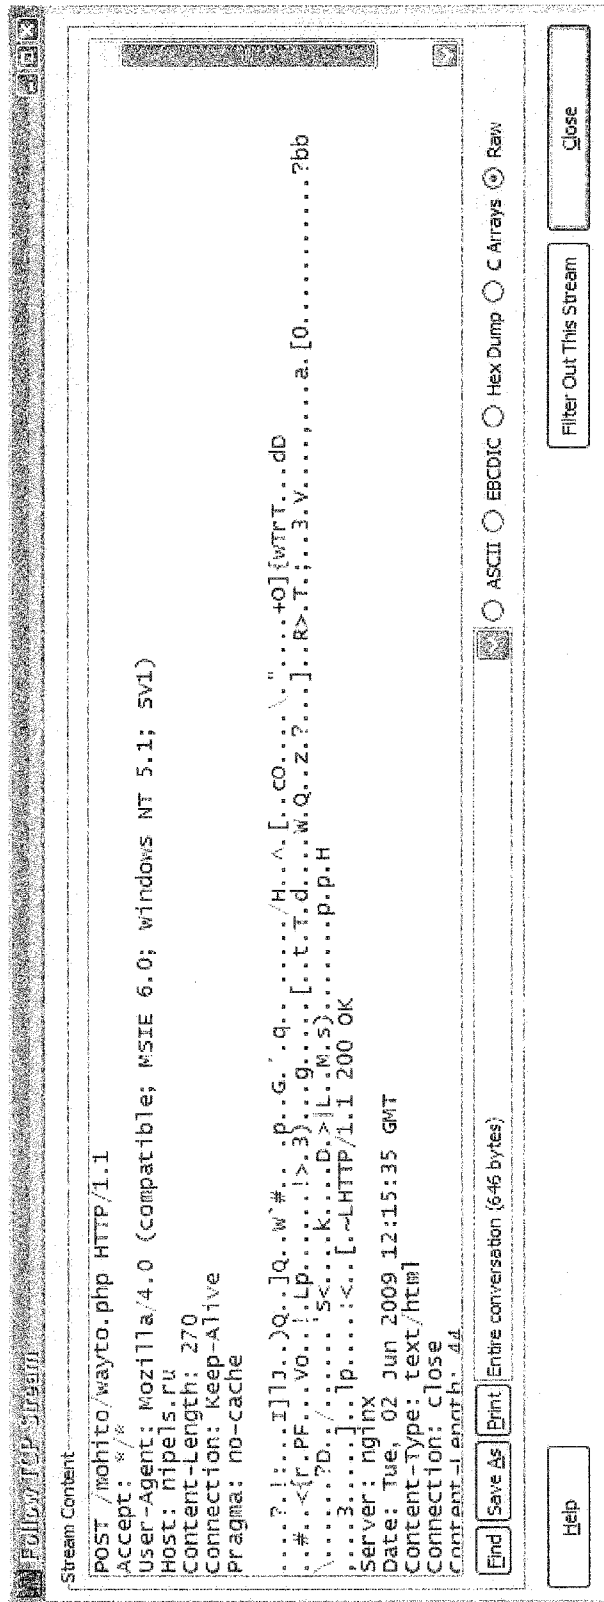 Follow TCP Stream
Stream Content
POST /mohito/wayto.php HTTP/1.1
Accept: */*
User-Agent: Mozilla/4.0 (compatible; MSIE 6.0; windows NT 5.1; SV1)
Host: nipels.ru
Content-Length: 270
Connection: Keep-Alive
Pragma: no-cache
HTTP/1.1 200 OK
Server: nginx
Date: Tue, 02 Jun 2009 12:15:35 GMT
Content-Type: text/html
Connection: close
Content-Length: 44
Find Save As Print Entire conversation (646 bytes) ASCII EBCDIC Hex Dump C Arrays Raw
Help Filter Out This Stream Close